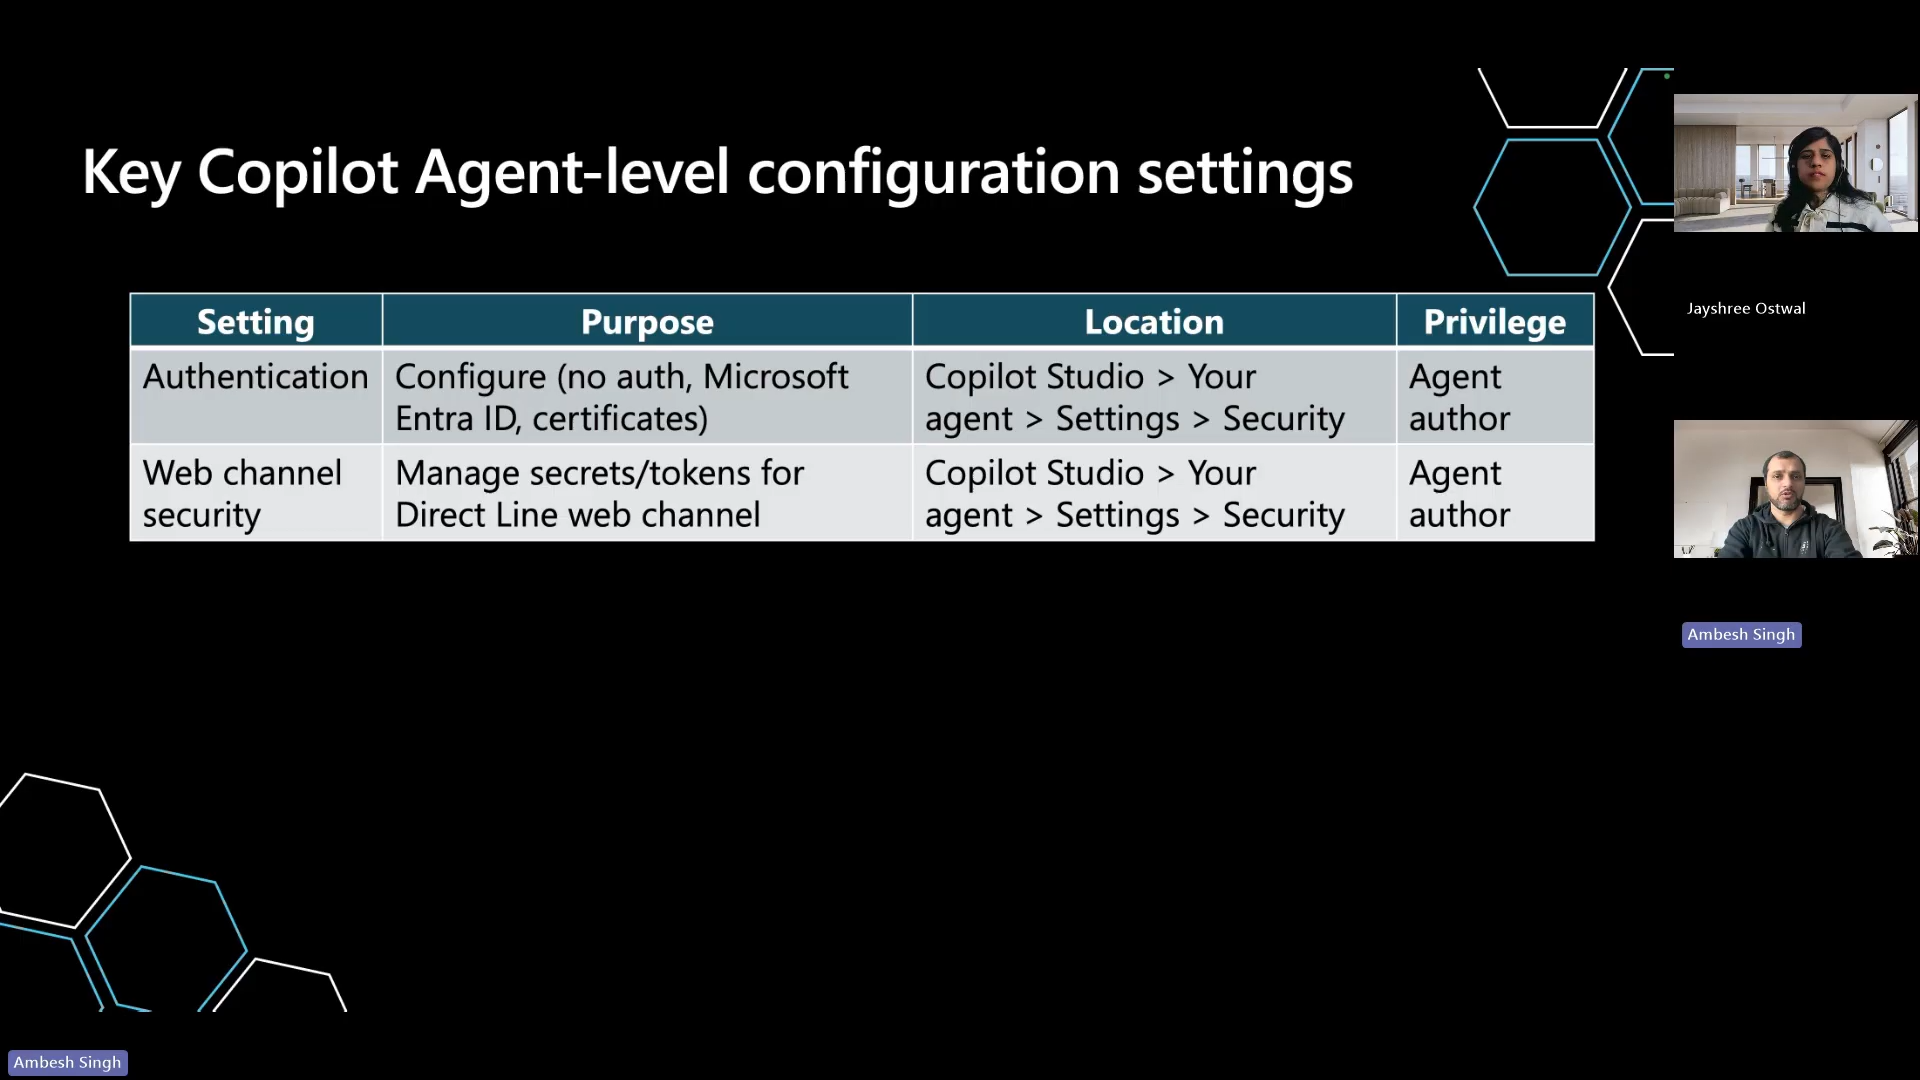 Key Copilot Agent-level configuration settings
Setting
Purpose
Location
Privilege
Authentication
Configure (no auth, Microsoft
Entra ID, certificates)
Copilot Studio > Your
agent > Settings > Security
Agent
author
Web channel
security
Manage secrets/tokens for
Direct Line web channel
Copilot Studio > Your
agent > Settings > Security
Agent
author
Jayshree Ostwal
Ambesh Singh
Ambesh Singh